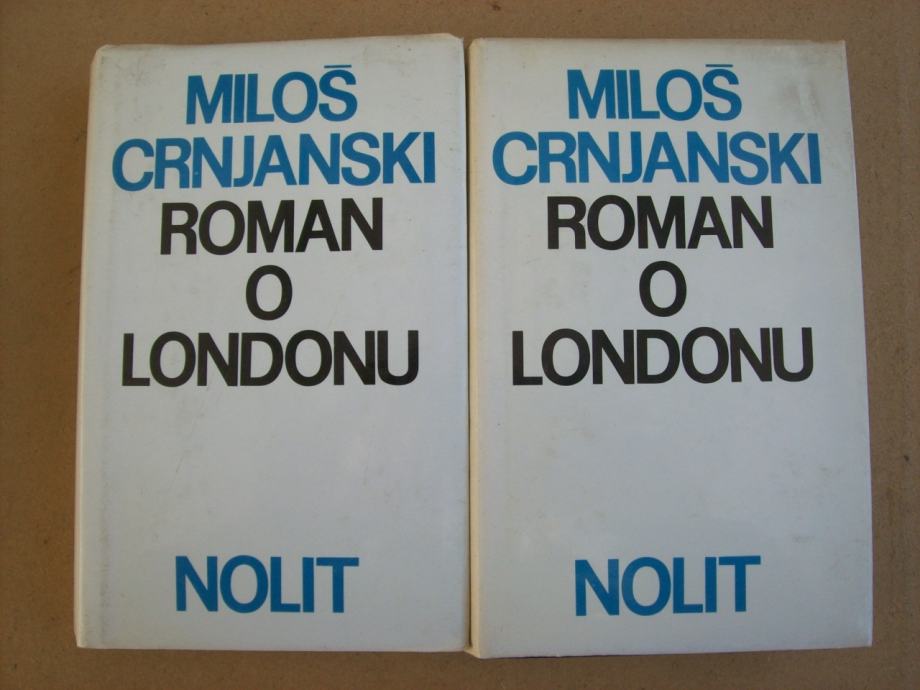 MILOŠ
CRNJANSKI
ROMAN
O
LONDONU
NOLIT
MILOŠ
CRNJANSKI
ROMAN
O
LONDONU
NOLIT